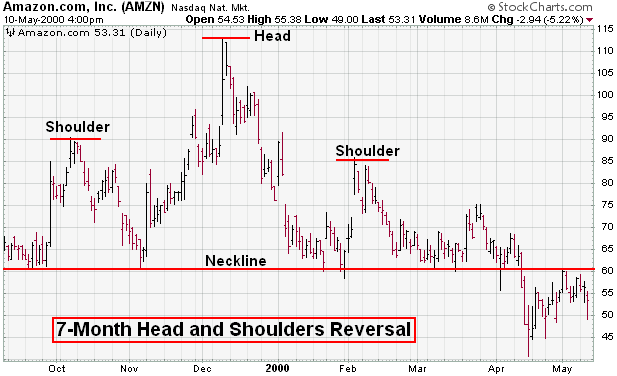 Amazon.com, Inc. (AMZN) Nasdaq Nat. Mkt. © StockCharts.com
10-May-2000 4:00pm Open 54.53 High 55.38 Low 49.00 Last 53.31 Volume 8.6M Chg -2.94 (-5.22%)
Amazon.com 53.31 (Daily)
Head
Shoulder
Shoulder
Neckline
7-Month Head and Shoulders Reversal
115
110
105
100
95
90
85
80
75
70
65
60
55
50
45
Oct Nov Dec 2000 Feb Mar Apr May